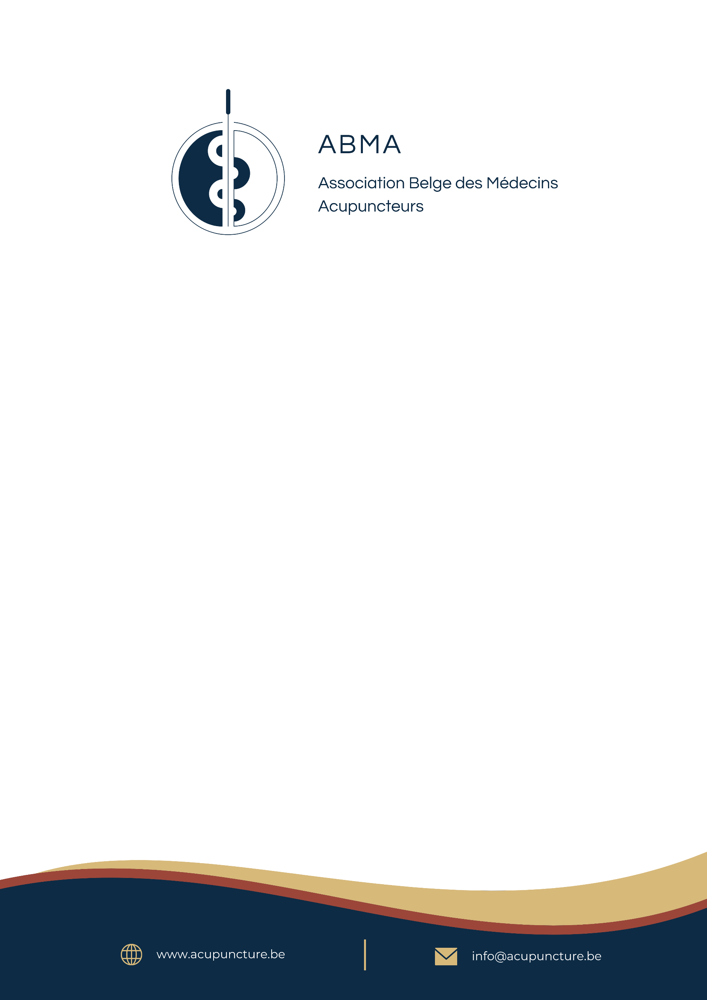 ABMA
Association Belge des Médecins
Acupuncteurs
www.acupuncture.be
info@acupuncture.be